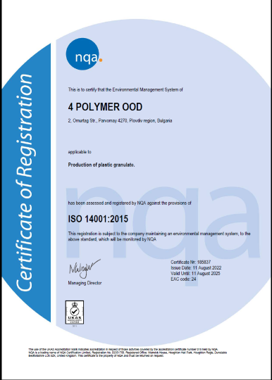 nqa.
Certificate of Registration
This is to certify that the Environmental Management System of
4 POLYMER OOD
2, Omurtag Str., Parvomay 4270, Plovdiv region, Bulgaria
applicable to
Production of plastic granulate.
has been assessed and registered by NQA against the provisions of
ISO 14001:2015
This registration is subject to the company maintaining an environmental management system, to the
above standard, which will be monitored by NQA
Managing Director
Certificate Nr.
Issue Date: 11 August 2022
Valid Until: 11 August 2025
EAC code: 24
UKAS
nqa